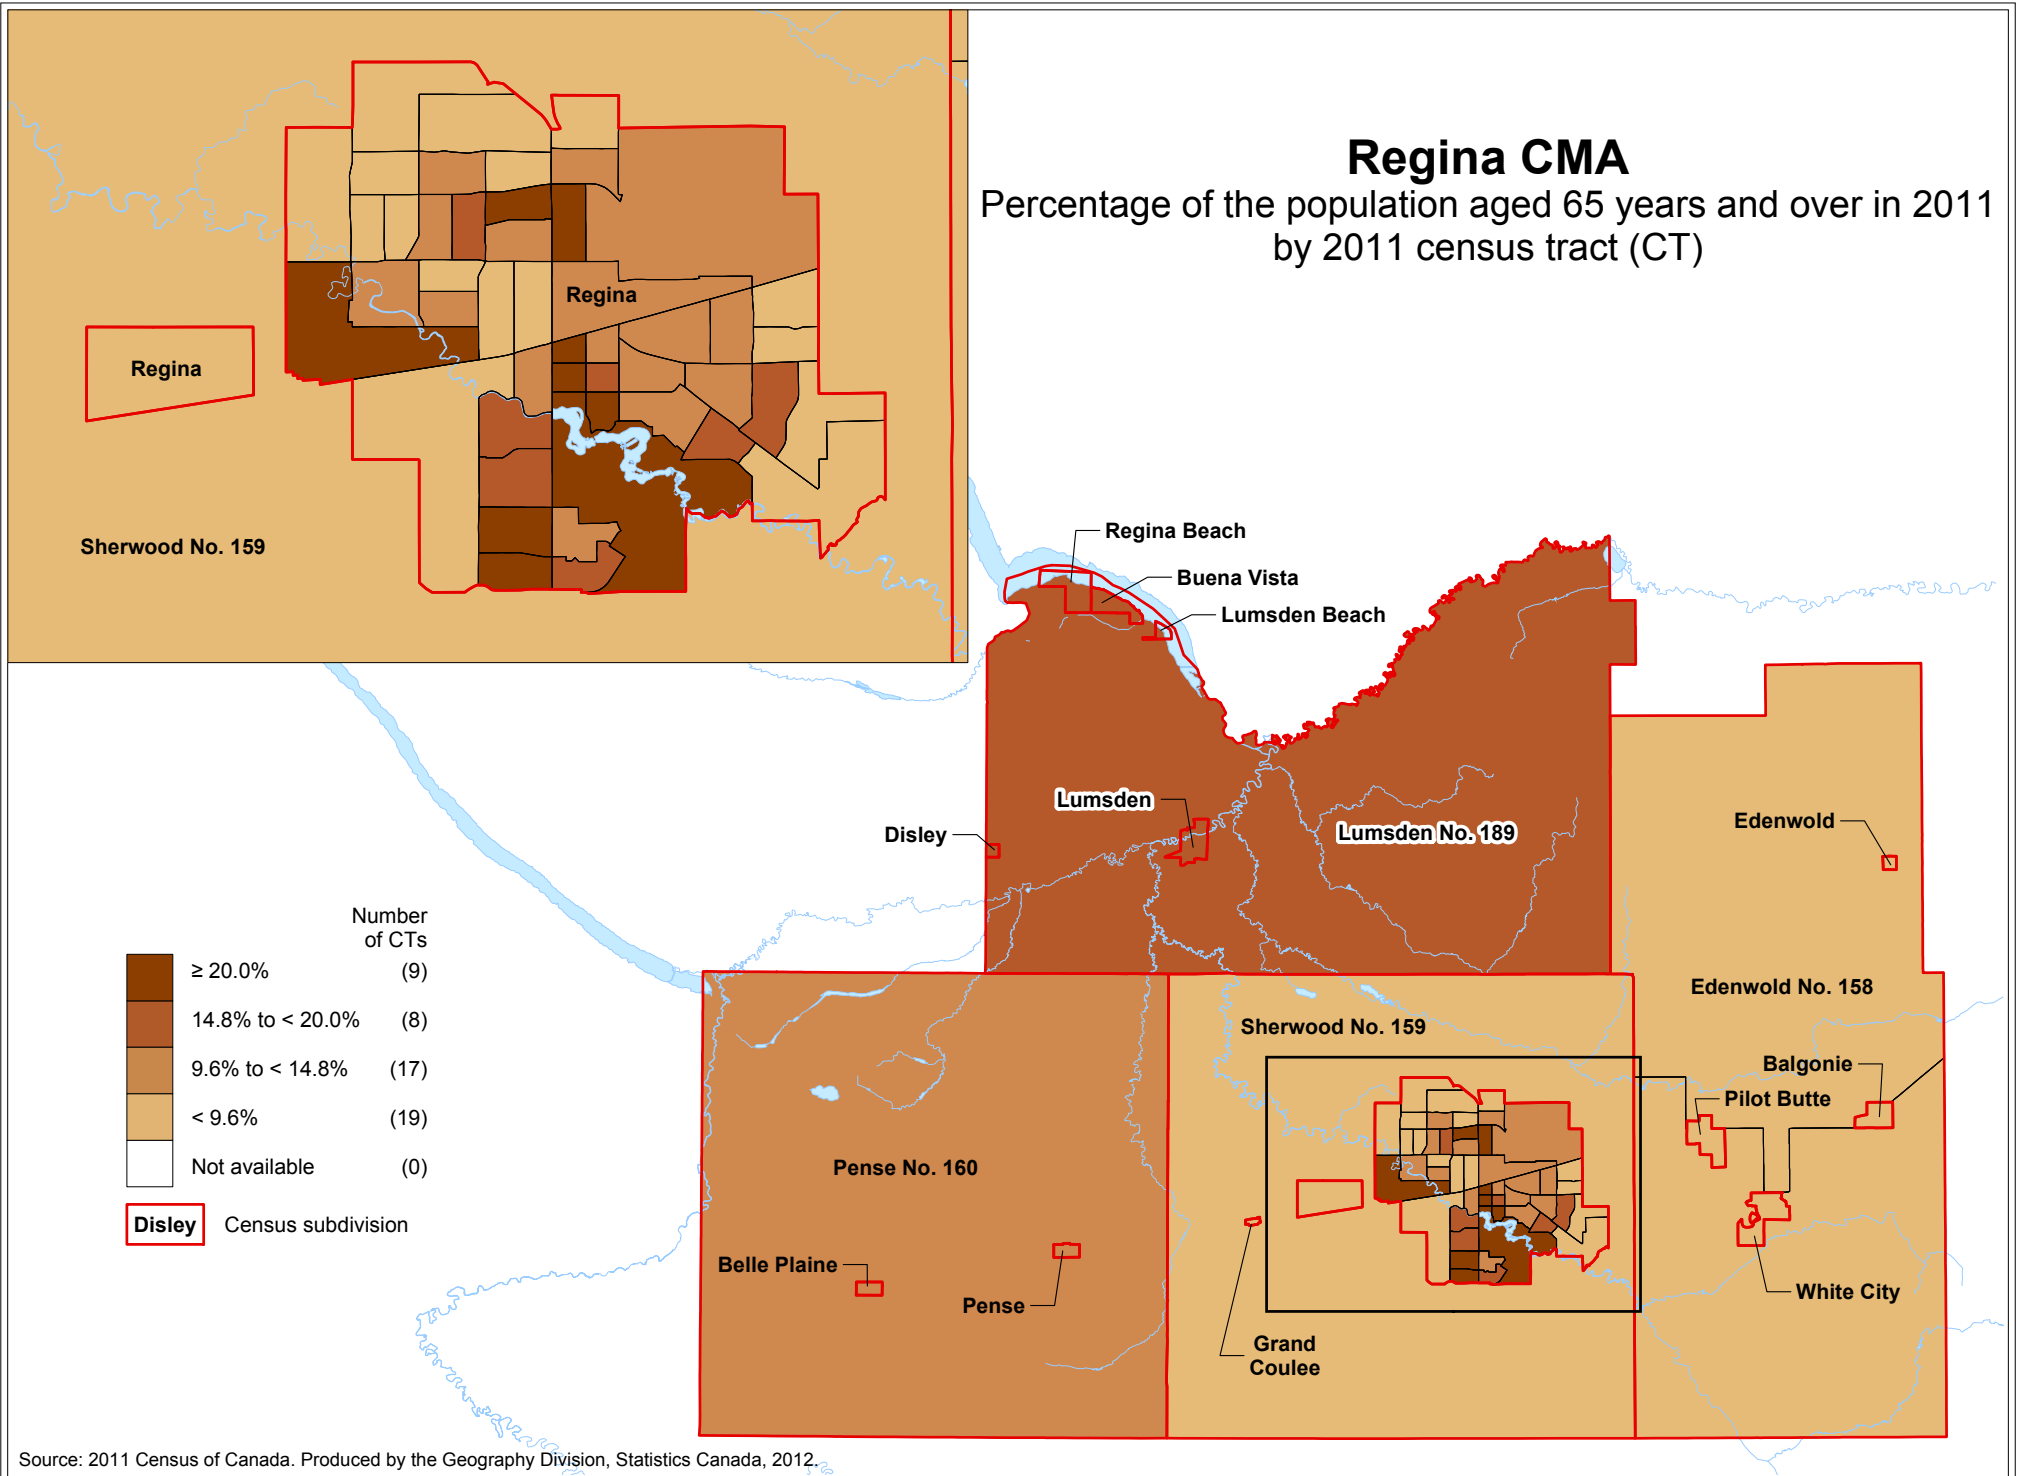 Regina CMA
Percentage of the population aged 65 years and over in 2011
by 2011 census tract (CT)
Regina
Regina
Sherwood No. 159
Regina Beach
Buena Vista
Lumsden Beach
Lumsden
Lumsden No. 189
Disley
Edenwold
Edenwold No. 158
Sherwood No. 159
Balgonie
Pilot Butte
White City
Pense No. 160
Belle Plaine
Pense
Grand
Coulee
Number
of CTs
≥ 20.0% (9)
14.8% to < 20.0% (8)
9.6% to < 14.8% (17)
< 9.6% (19)
Not available (0)
Disley Census subdivision
Source: 2011 Census of Canada. Produced by the Geography Division, Statistics Canada, 2012.